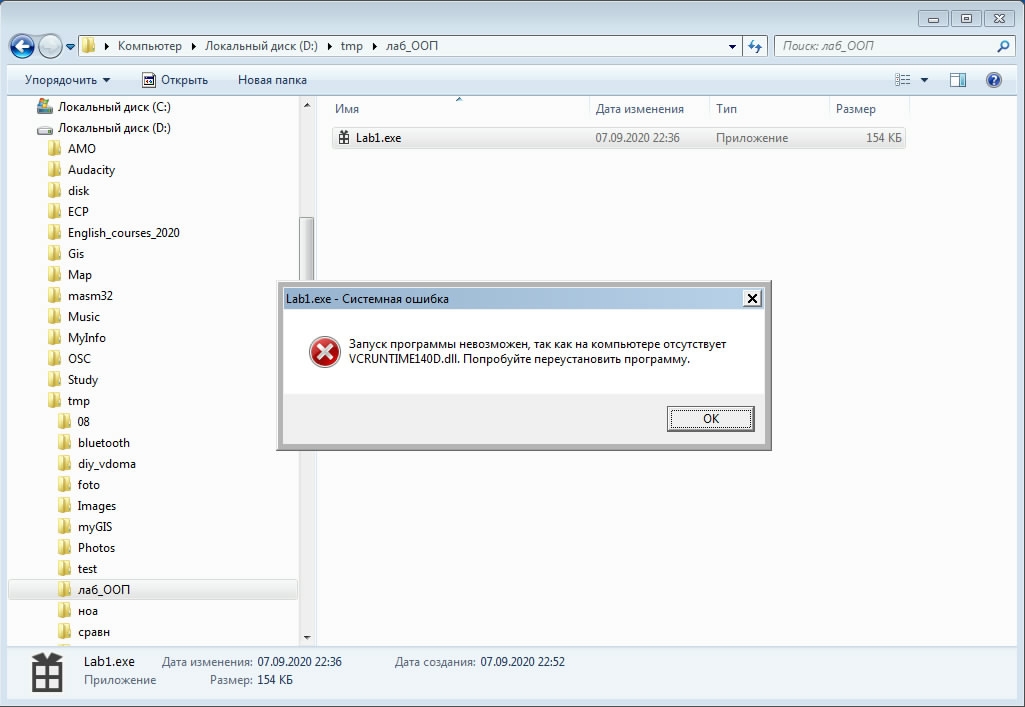 Компьютер Локальный диск (D:) tmp лаб_ООП
Поиск: лаб_ООП
Упорядочить Открыть Новая папка
Локальный диск (C:)
Локальный диск (D:)
AMO
Audacity
disk
ECP
English_courses_2020
Gis
Map
masm32
Music
MyInfo
OSC
Study
tmp
08
bluetooth
diy_vdoma
foto
Images
myGIS
Photos
test
лаб_ООП
ноа
сравн
Имя Дата изменения Тип Размер
Lab1.exe 07.09.2020 22:36 Приложение 154 КБ
Lab1.exe - Системная ошибка
Запуск программы невозможен, так как на компьютере отсутствует
VCRUNTIME140D.dll. Попробуйте переустановить программу.
OK
Lab1.exe Дата изменения: 07.09.2020 22:36 Дата создания: 07.09.2020 22:52
Приложение Размер: 154 КБ